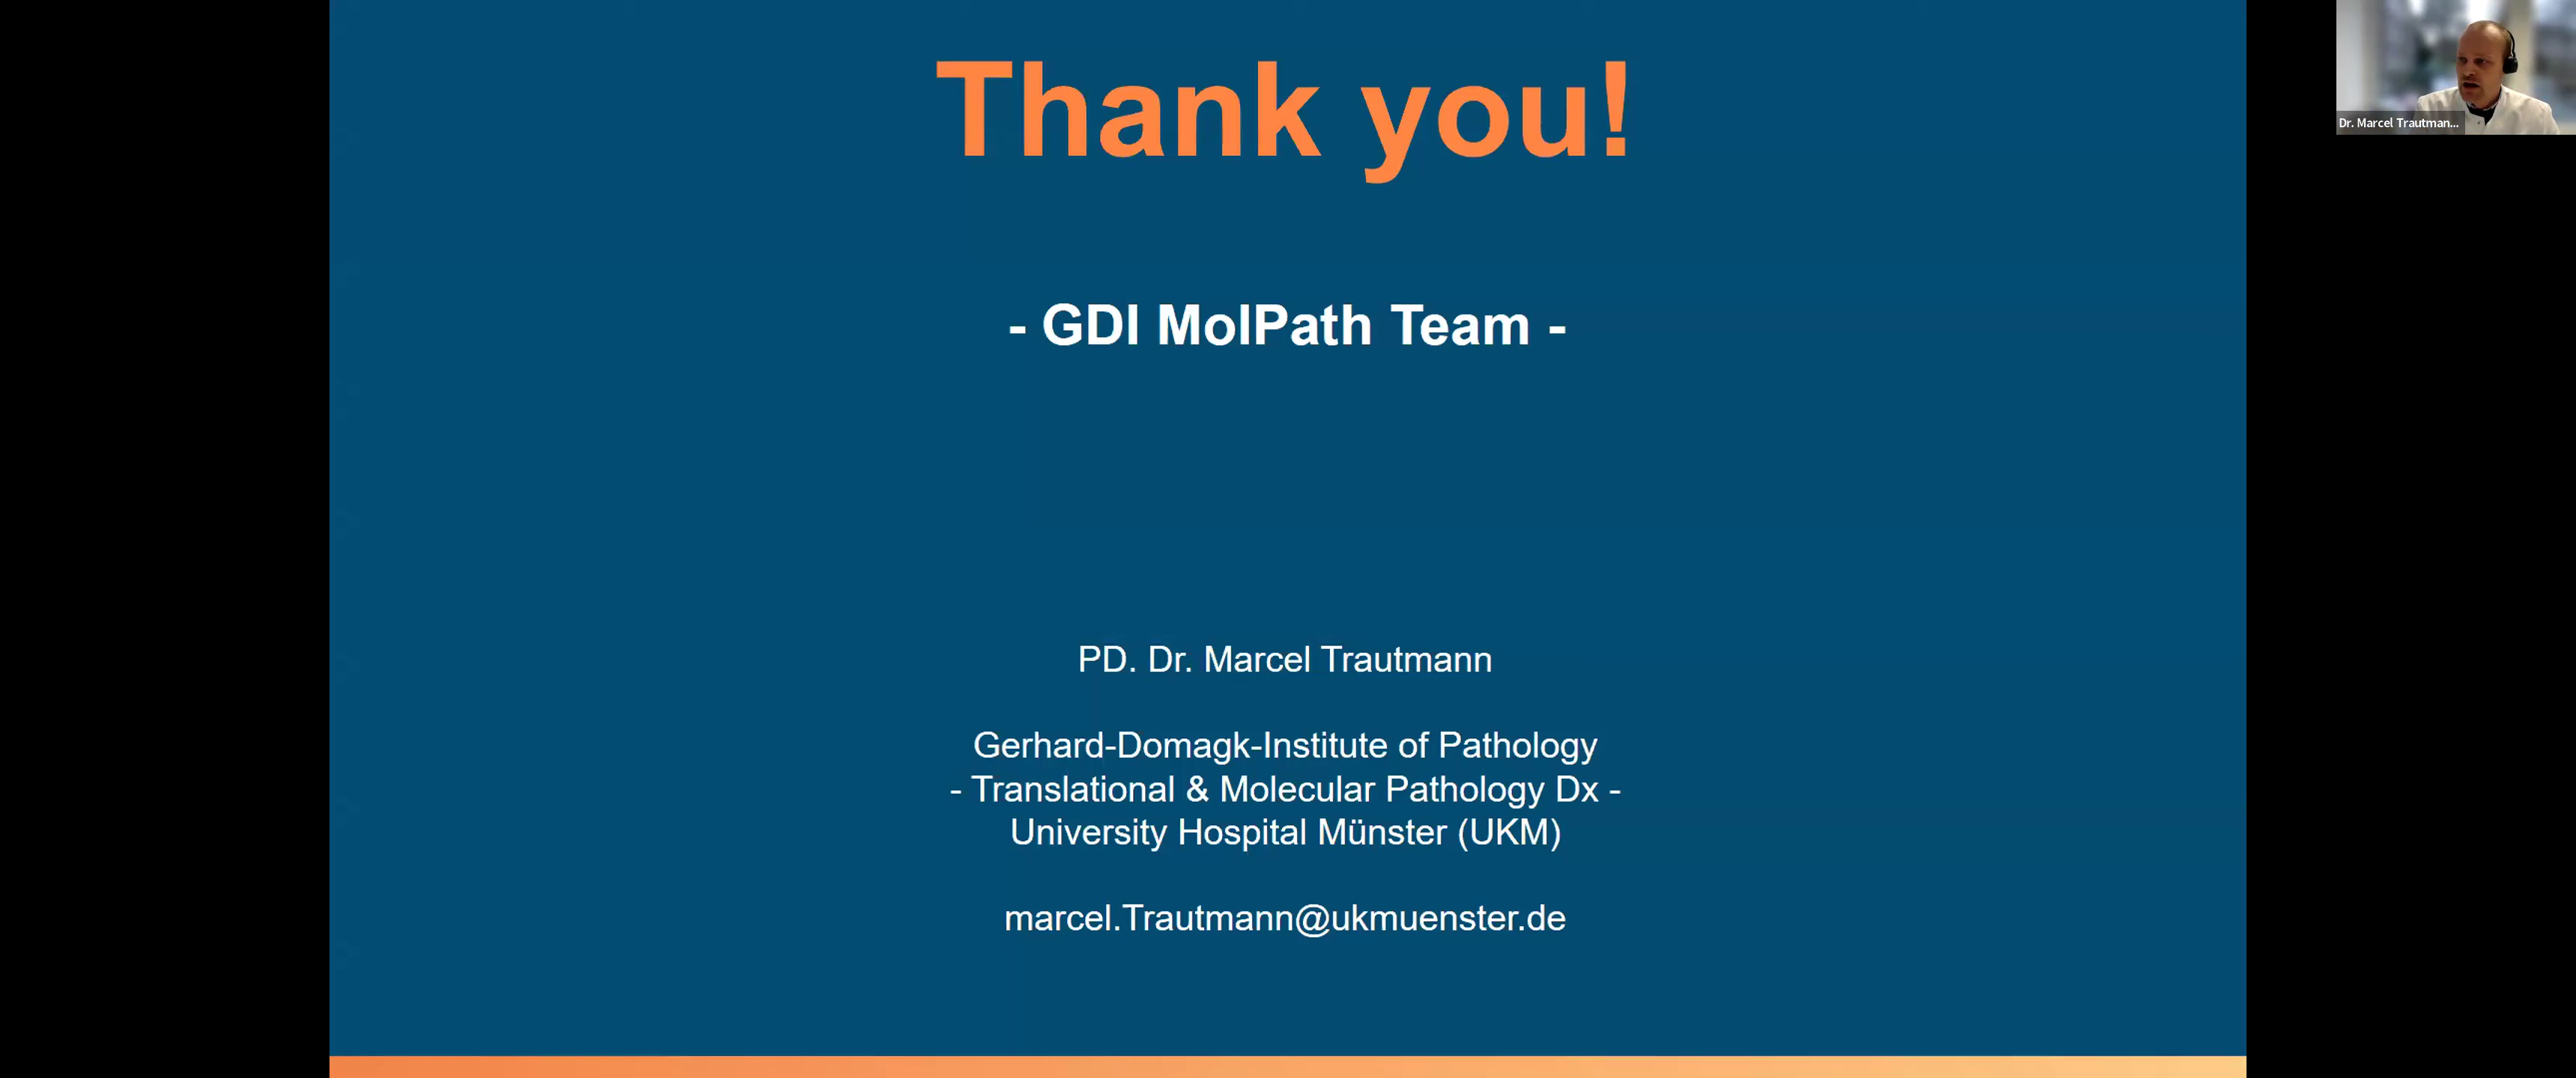 Thank you!
- GDI MolPath Team -
PD. Dr. Marcel Trautmann
Gerhard-Domagk-Institute of Pathology
- Translational & Molecular Pathology Dx -
University Hospital Münster (UKM)
marcel.Trautmann@ukmuenster.de
Dr. Marcel Trautman...